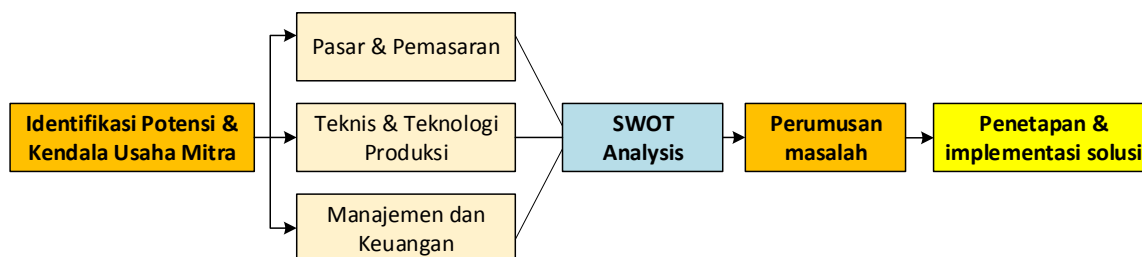 Identifikasi Potensi &
Kendala Usaha Mitra
Pasar & Pemasaran
Teknis & Teknologi
Produksi
Manajemen dan
Keuangan
SWOT
Analysis
Perumusan
masalah
Penetapan &
implementasi solusi